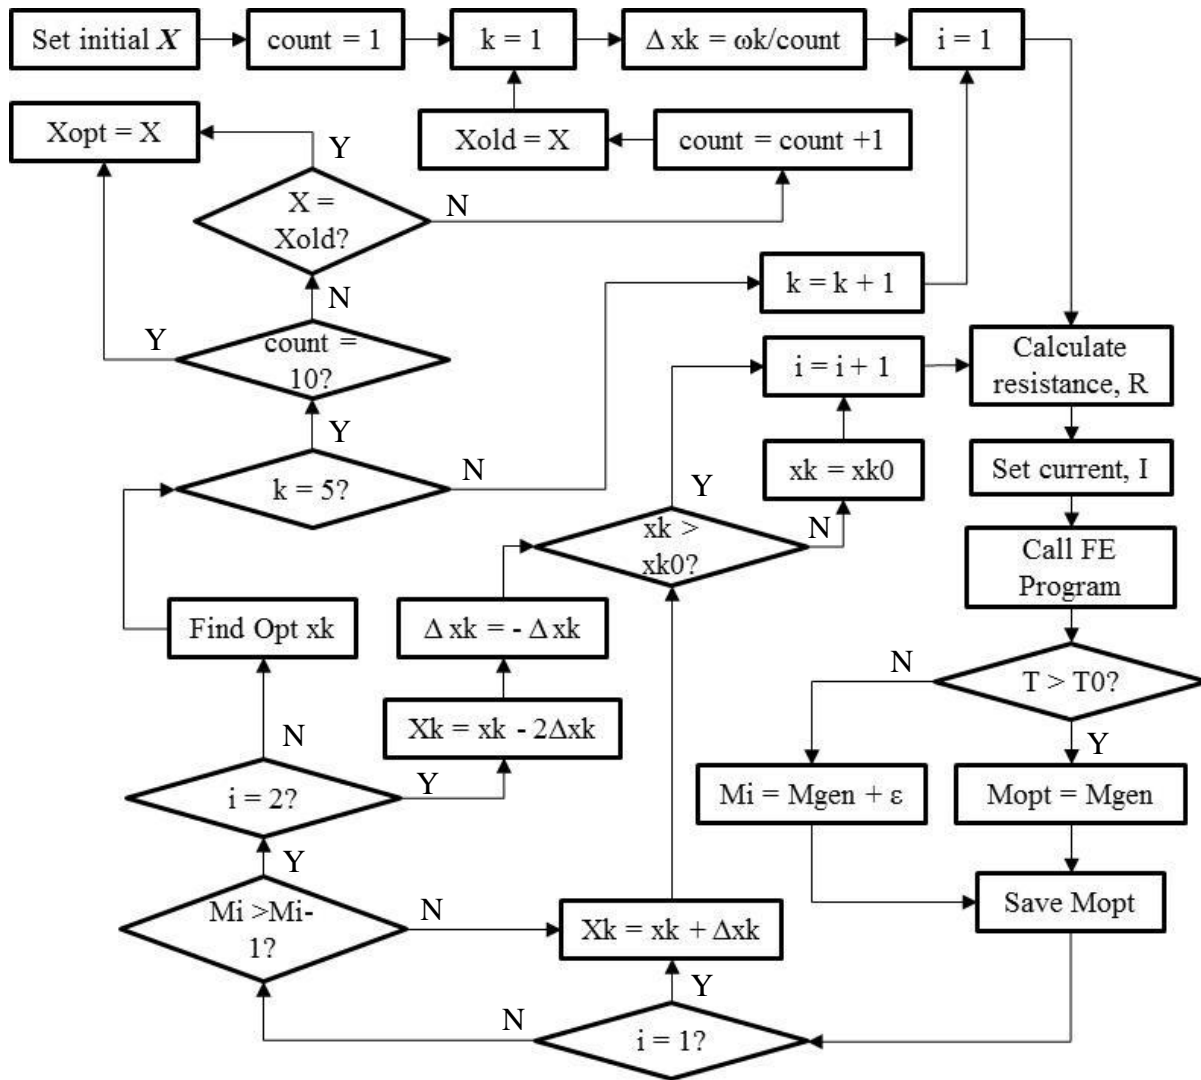 Set initial X
count = 1
k = 1
Δ xk = ωk/count
i = 1
Xopt = X
Y
Xold = X
count = count +1
X =
Xold?
N
k = k + 1
N
Y
count =
10?
i = i + 1
Calculate
resistance, R
Y
k = 5?
N
Y
xk = xk0
Set current, I
xk >
xk0?
N
Call FE
Program
Find Opt xk
Δ xk = - Δ xk
N
T > T0?
Xk = xk - 2Δxk
N
Y
i = 2?
Y
Mi = Mgen + ε
Mopt = Mgen
Y
Mi >Mi-
1?
N
Xk = xk + Δxk
Save Mopt
Y
N
i = 1?